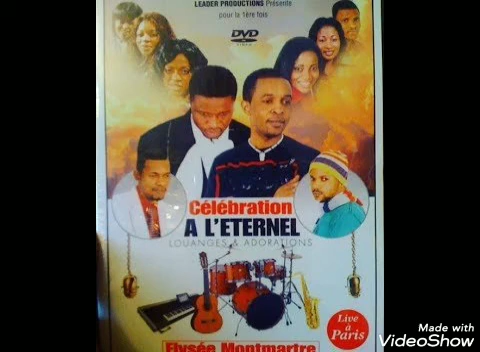 LEADER PRODUCTIONS Présente
pour la 1ère fois
DVD
VIDEO
Célébration
A L'ETERNEL
LOUANGES & ADORATIONS
Live
à
Paris
Elysée Montmartre
Made with
VideoShow